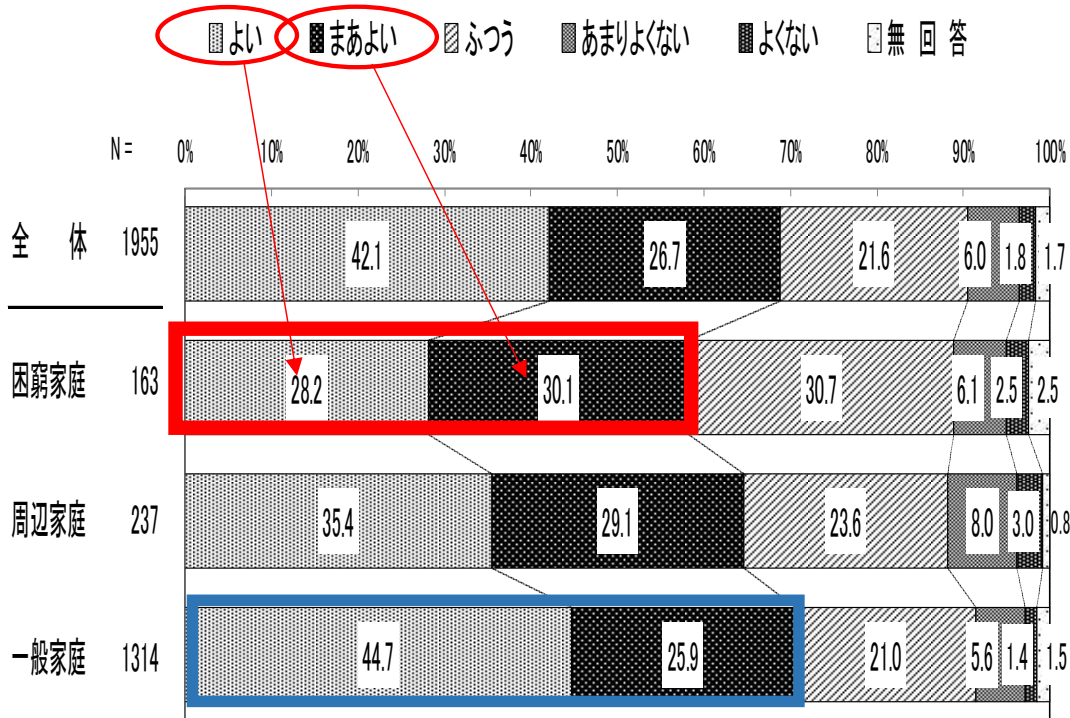 よい まあよい ふつう あまりよくない よくない 無回答
N= 0% 10% 20% 30% 40% 50% 60% 70% 80% 90% 100%
全体 1955 42.1 26.7 21.6 6.0 1.8 1.7
困窮家庭 163 28.2 30.1 30.7 6.1 2.5 2.5
周辺家庭 237 35.4 29.1 23.6 8.0 3.0 0.8
一般家庭 1314 44.7 25.9 21.0 5.6 1.4 1.5